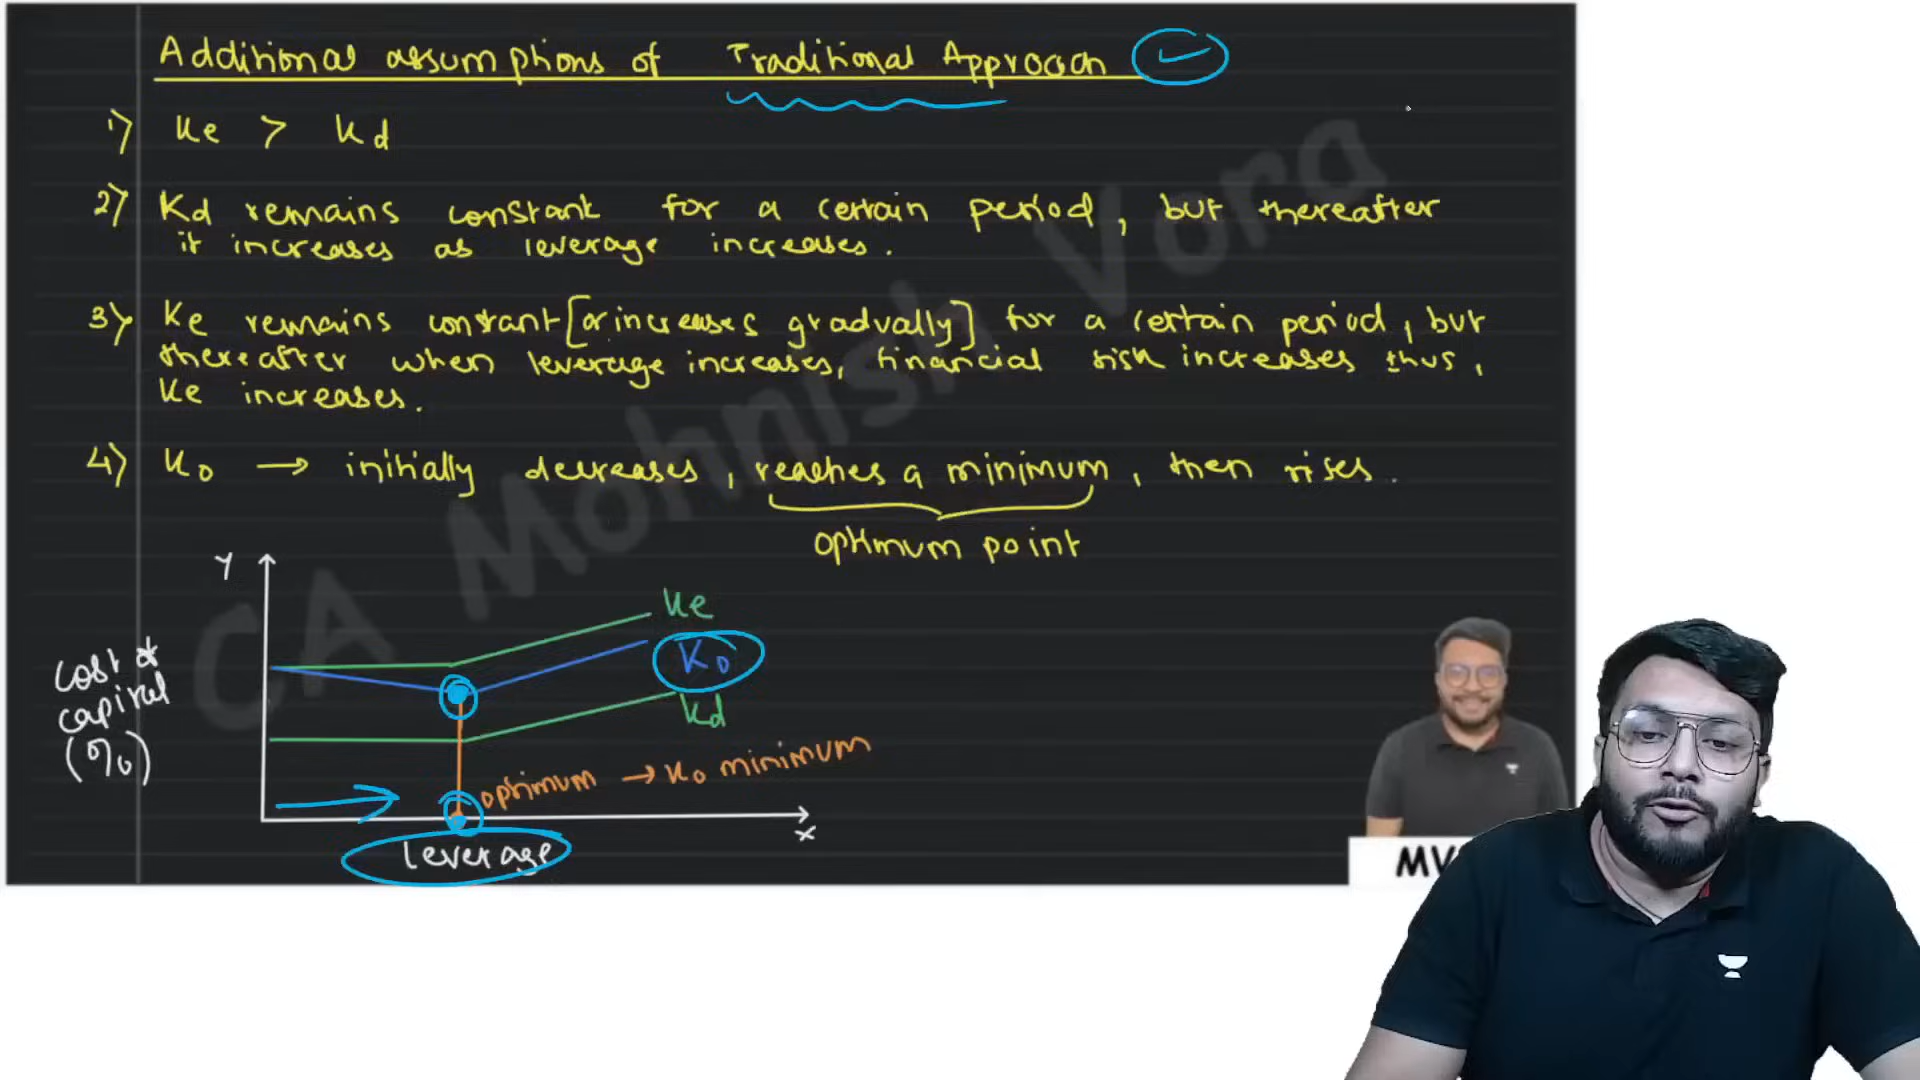 Additional assumptions of Traditional Approach
1) Ke > Kd
2) Kd remains constant for a certain period, but thereafter
it increases as leverage increases.
3) Ke remains constant [or increases gradually] for a certain period, but
thereafter when leverage increases, financial risk increases thus,
Ke increases.
4) Ko → initially decreases, reaches a minimum, then rises.
optimum point
Y
Ke
Ko
Kd
cost of
capital
(%)
optimum → Ko minimum
X
leverage
CA Mohnish Vora